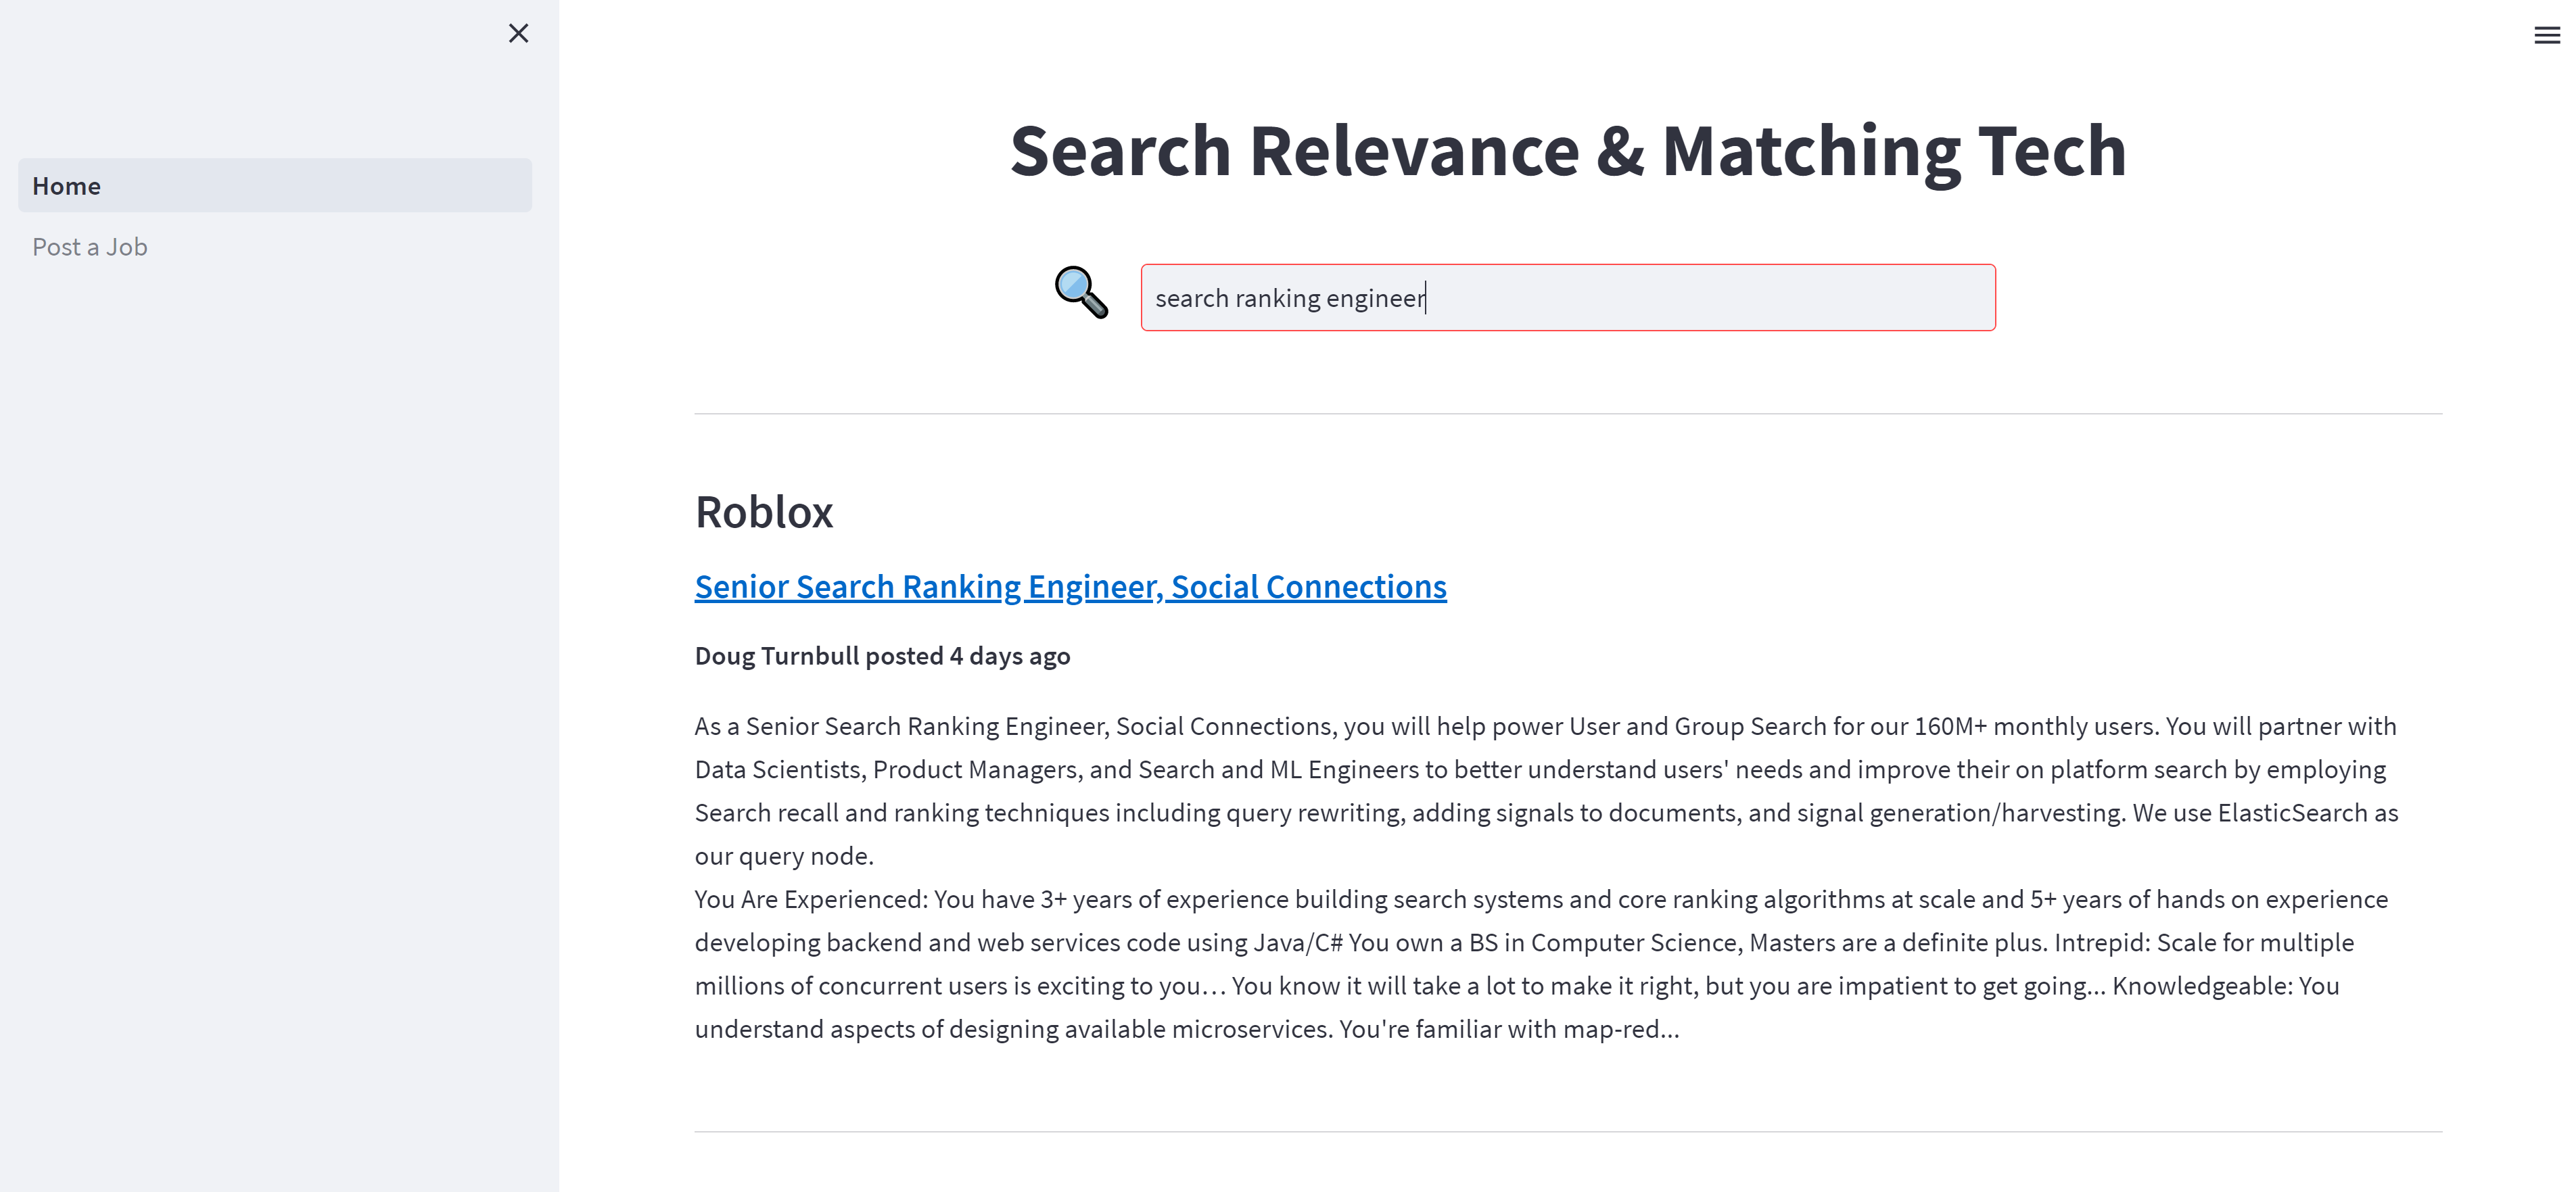 Home
Post a Job
Search Relevance & Matching Tech
search ranking engineer
Roblox
Senior Search Ranking Engineer, Social Connections
Doug Turnbull posted 4 days ago
As a Senior Search Ranking Engineer, Social Connections, you will help power User and Group Search for our 160M+ monthly users. You will partner with
Data Scientists, Product Managers, and Search and ML Engineers to better understand users' needs and improve their on platform search by employing
Search recall and ranking techniques including query rewriting, adding signals to documents, and signal generation/harvesting. We use ElasticSearch as
our query node.
You Are Experienced: You have 3+ years of experience building search systems and core ranking algorithms at scale and 5+ years of hands on experience
developing backend and web services code using Java/C# You own a BS in Computer Science, Masters are a definite plus. Intrepid: Scale for multiple
millions of concurrent users is exciting to you… You know it will take a lot to make it right, but you are impatient to get going... Knowledgeable: You
understand aspects of designing available microservices. You're familiar with map-red...